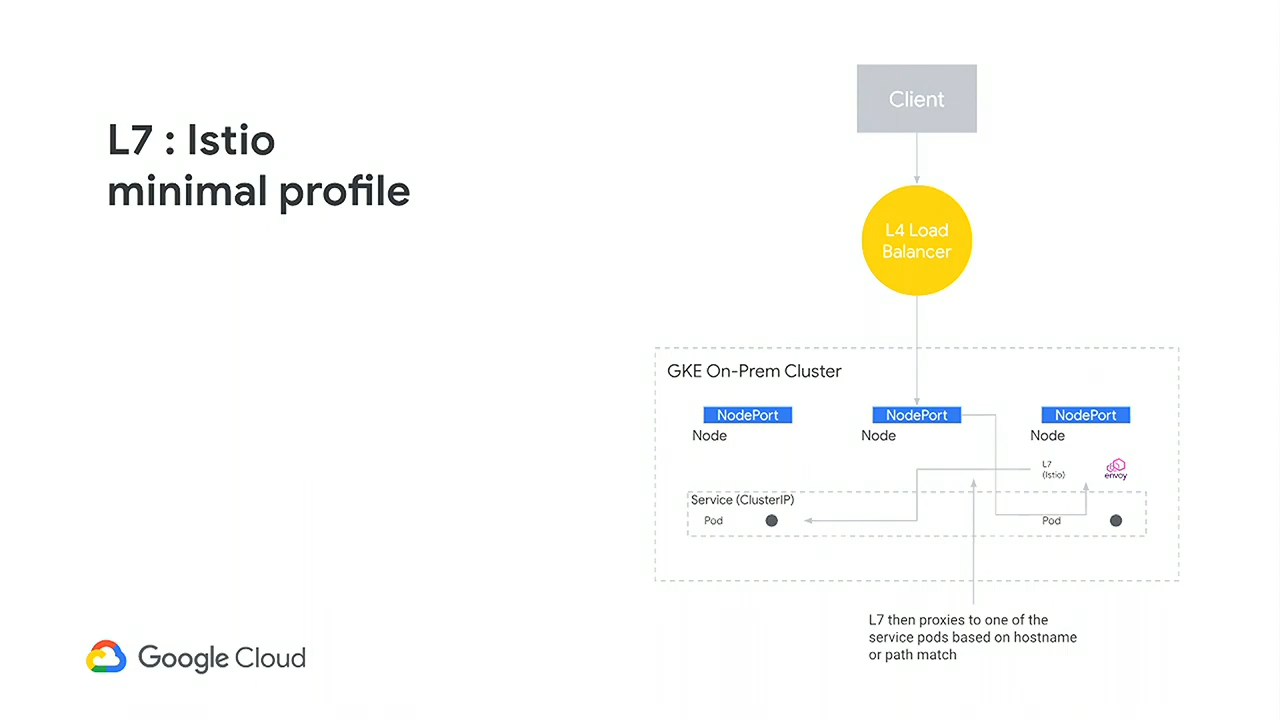 L7 : Istio
minimal profile
Client
L4 Load
Balancer
GKE On-Prem Cluster
NodePort
NodePort
NodePort
Node
Node
Node
L7
(Istio)
envoy
Service (ClusterIP)
Pod
Pod
L7 then proxies to one of the
service pods based on hostname
or path match
Google Cloud